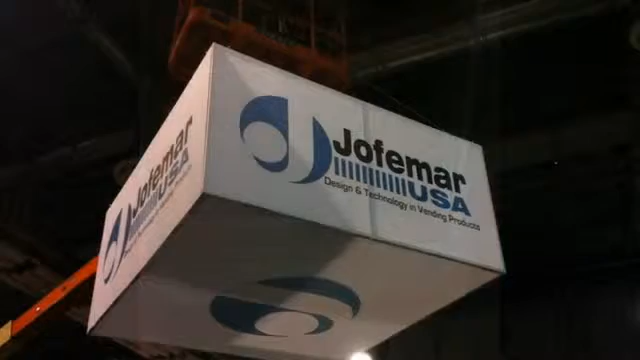 Jofemar
USA
Design & Technology in Vending Products
Jofemar
USA